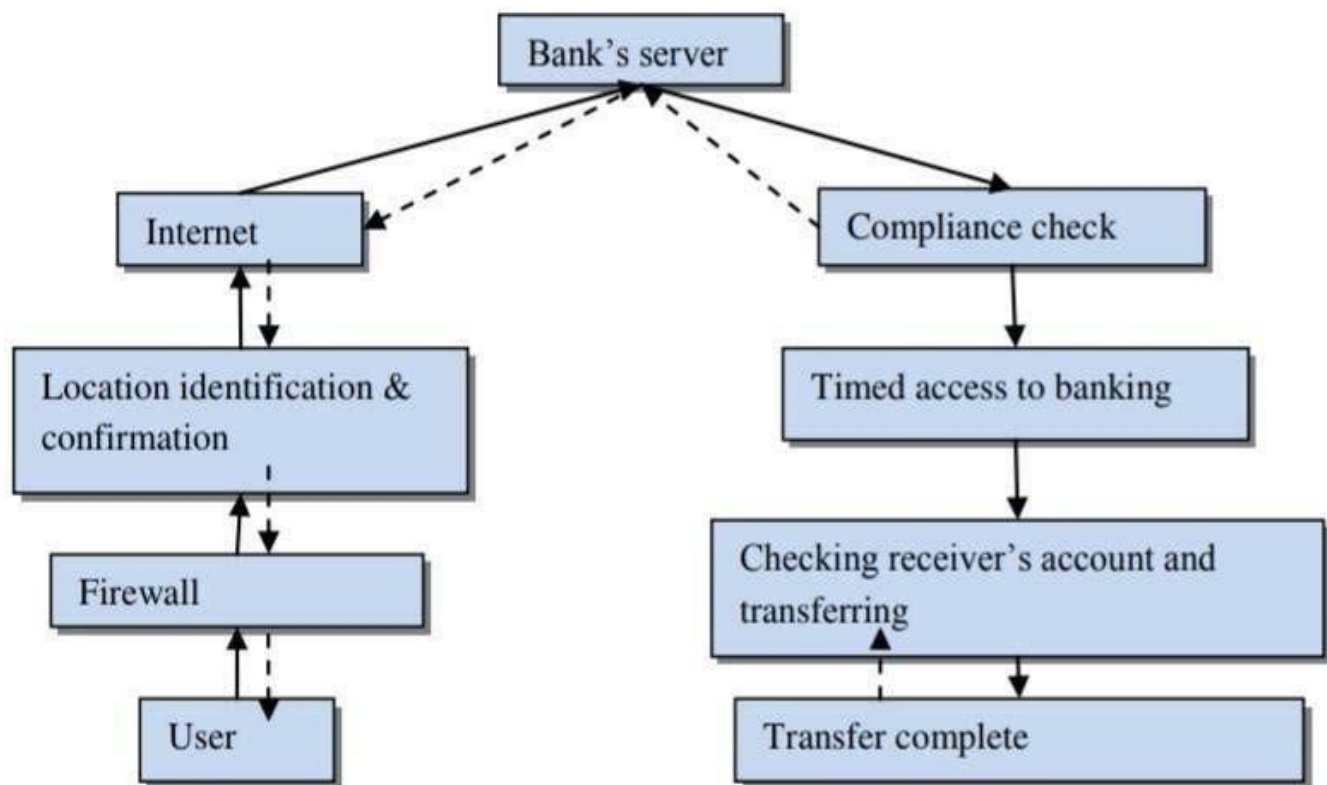 Bank’s server
Internet
Compliance check
Location identification &
confirmation
Timed access to banking
Firewall
Checking receiver’s account and
transferring
User
Transfer complete